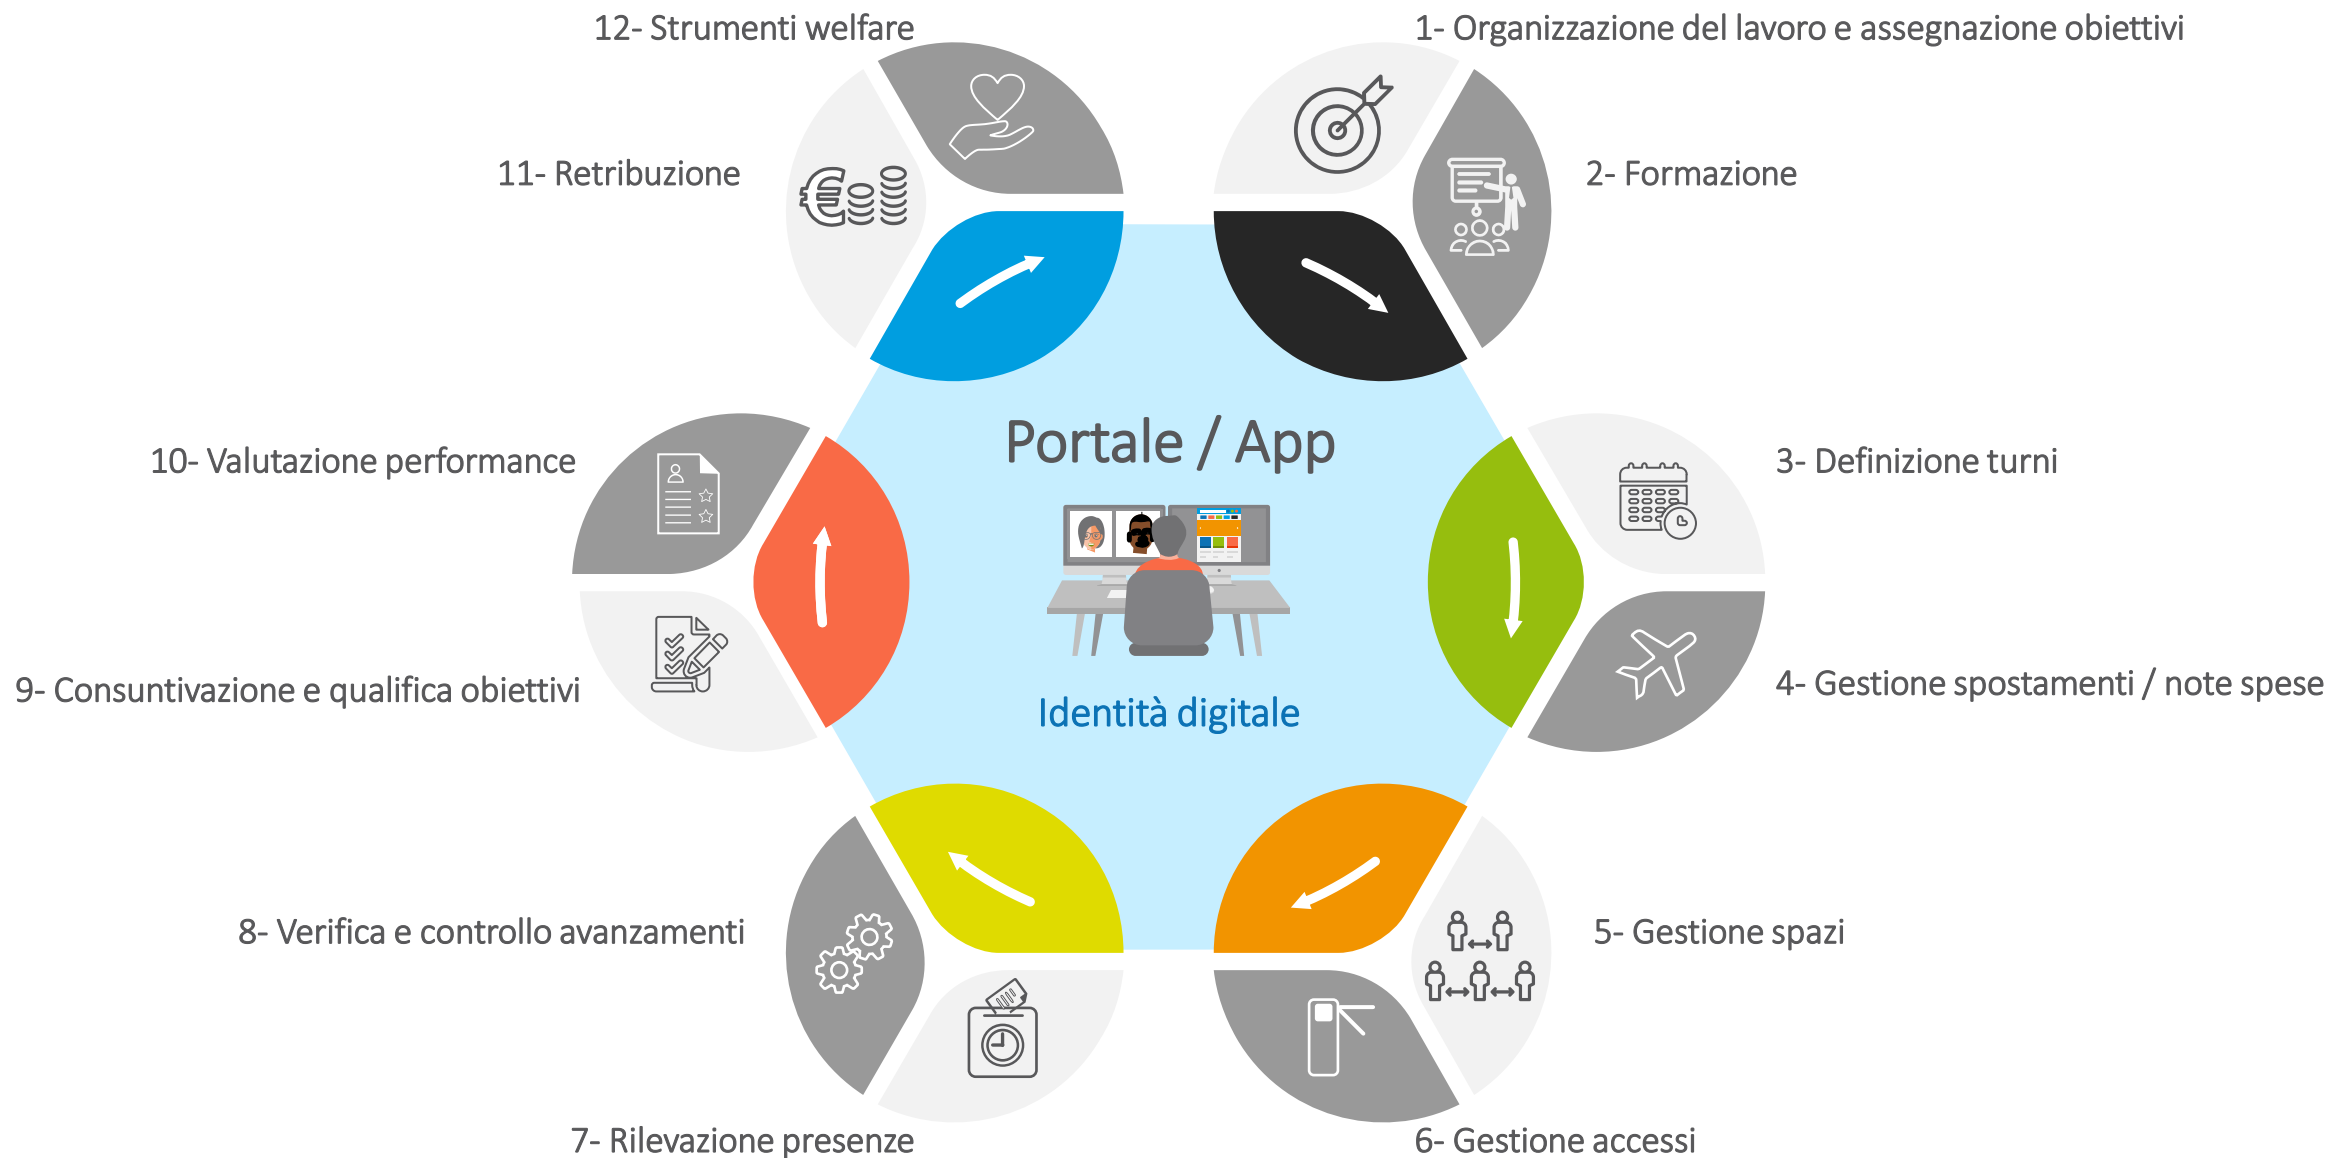 12- Strumenti welfare
1- Organizzazione del lavoro e assegnazione obiettivi
11- Retribuzione
2- Formazione
Portale / App
10- Valutazione performance
3- Definizione turni
9- Consuntivazione e qualifica obiettivi
4- Gestione spostamenti / note spese
Identità digitale
8- Verifica e controllo avanzamenti
5- Gestione spazi
7- Rilevazione presenze
6- Gestione accessi